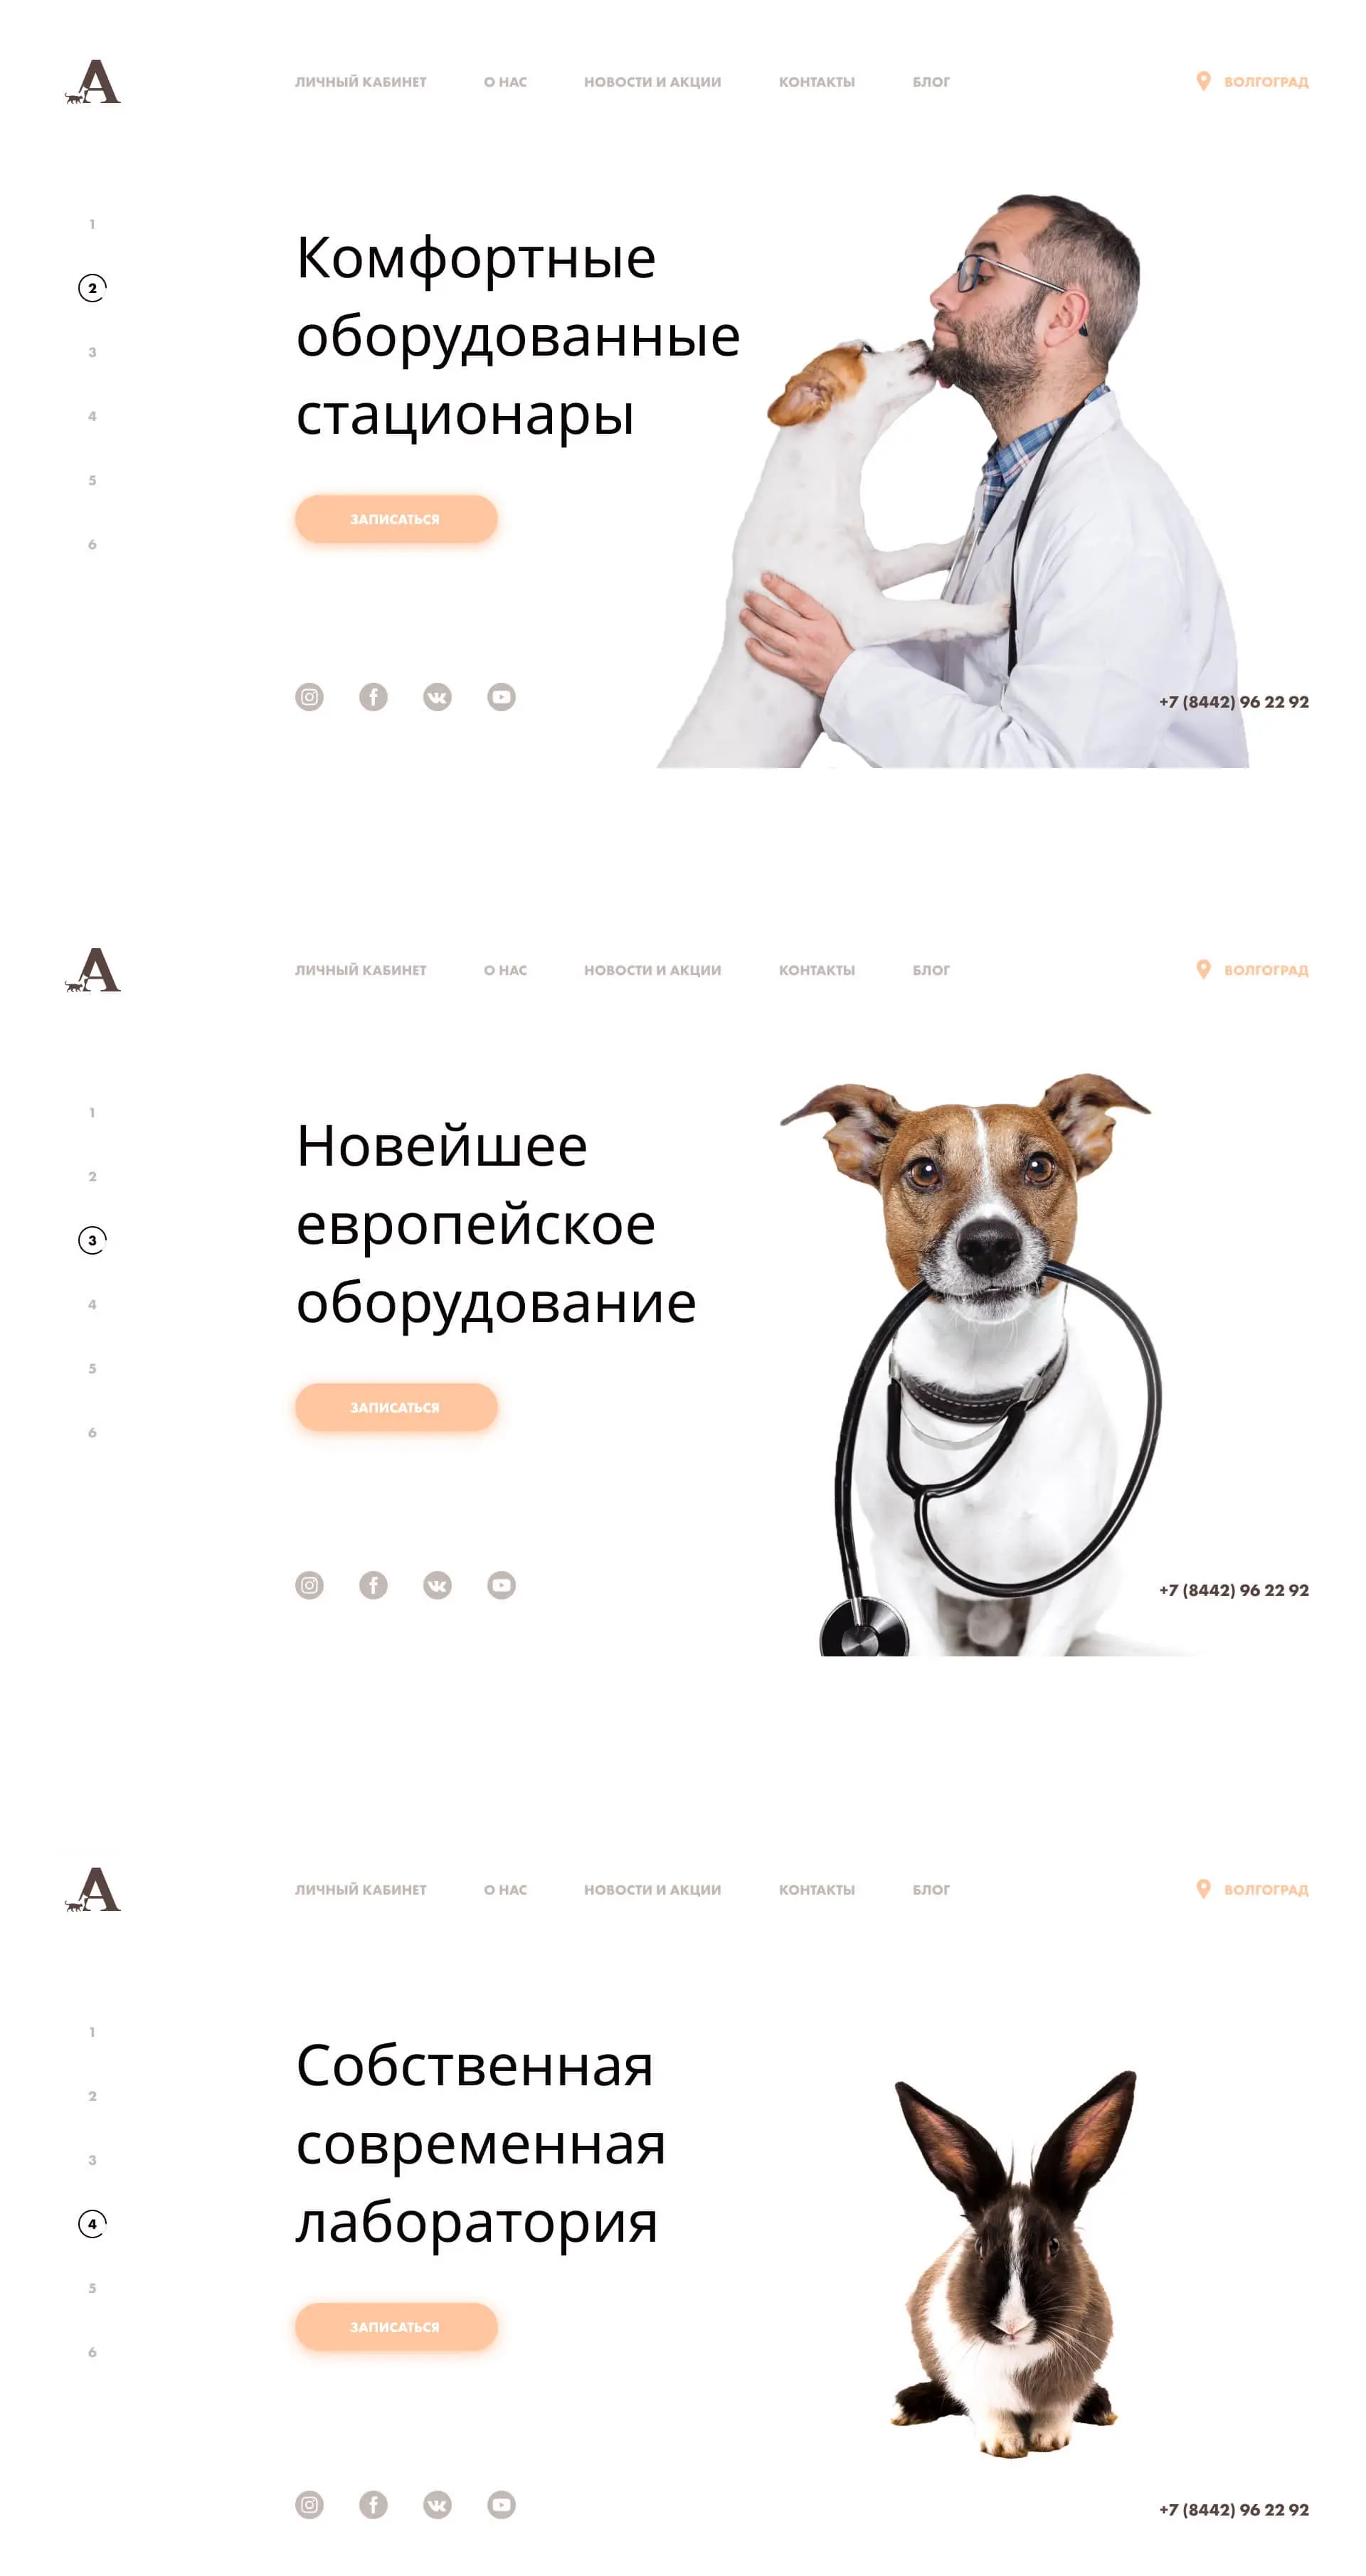 A
ЛИЧНЫЙ КАБИНЕТ О НАС НОВОСТИ И АКЦИИ КОНТАКТЫ БЛОГ ВОЛГОГРАД
1
2
3
4
5
6
Комфортные
оборудованные
стационары
ЗАПИСАТЬСЯ
+7 (8442) 96 22 92
A
ЛИЧНЫЙ КАБИНЕТ О НАС НОВОСТИ И АКЦИИ КОНТАКТЫ БЛОГ ВОЛГОГРАД
1
2
3
4
5
6
Новейшее
европейское
оборудование
ЗАПИСАТЬСЯ
+7 (8442) 96 22 92
A
ЛИЧНЫЙ КАБИНЕТ О НАС НОВОСТИ И АКЦИИ КОНТАКТЫ БЛОГ ВОЛГОГРАД
1
2
3
4
5
6
Собственная
современная
лаборатория
ЗАПИСАТЬСЯ
+7 (8442) 96 22 92